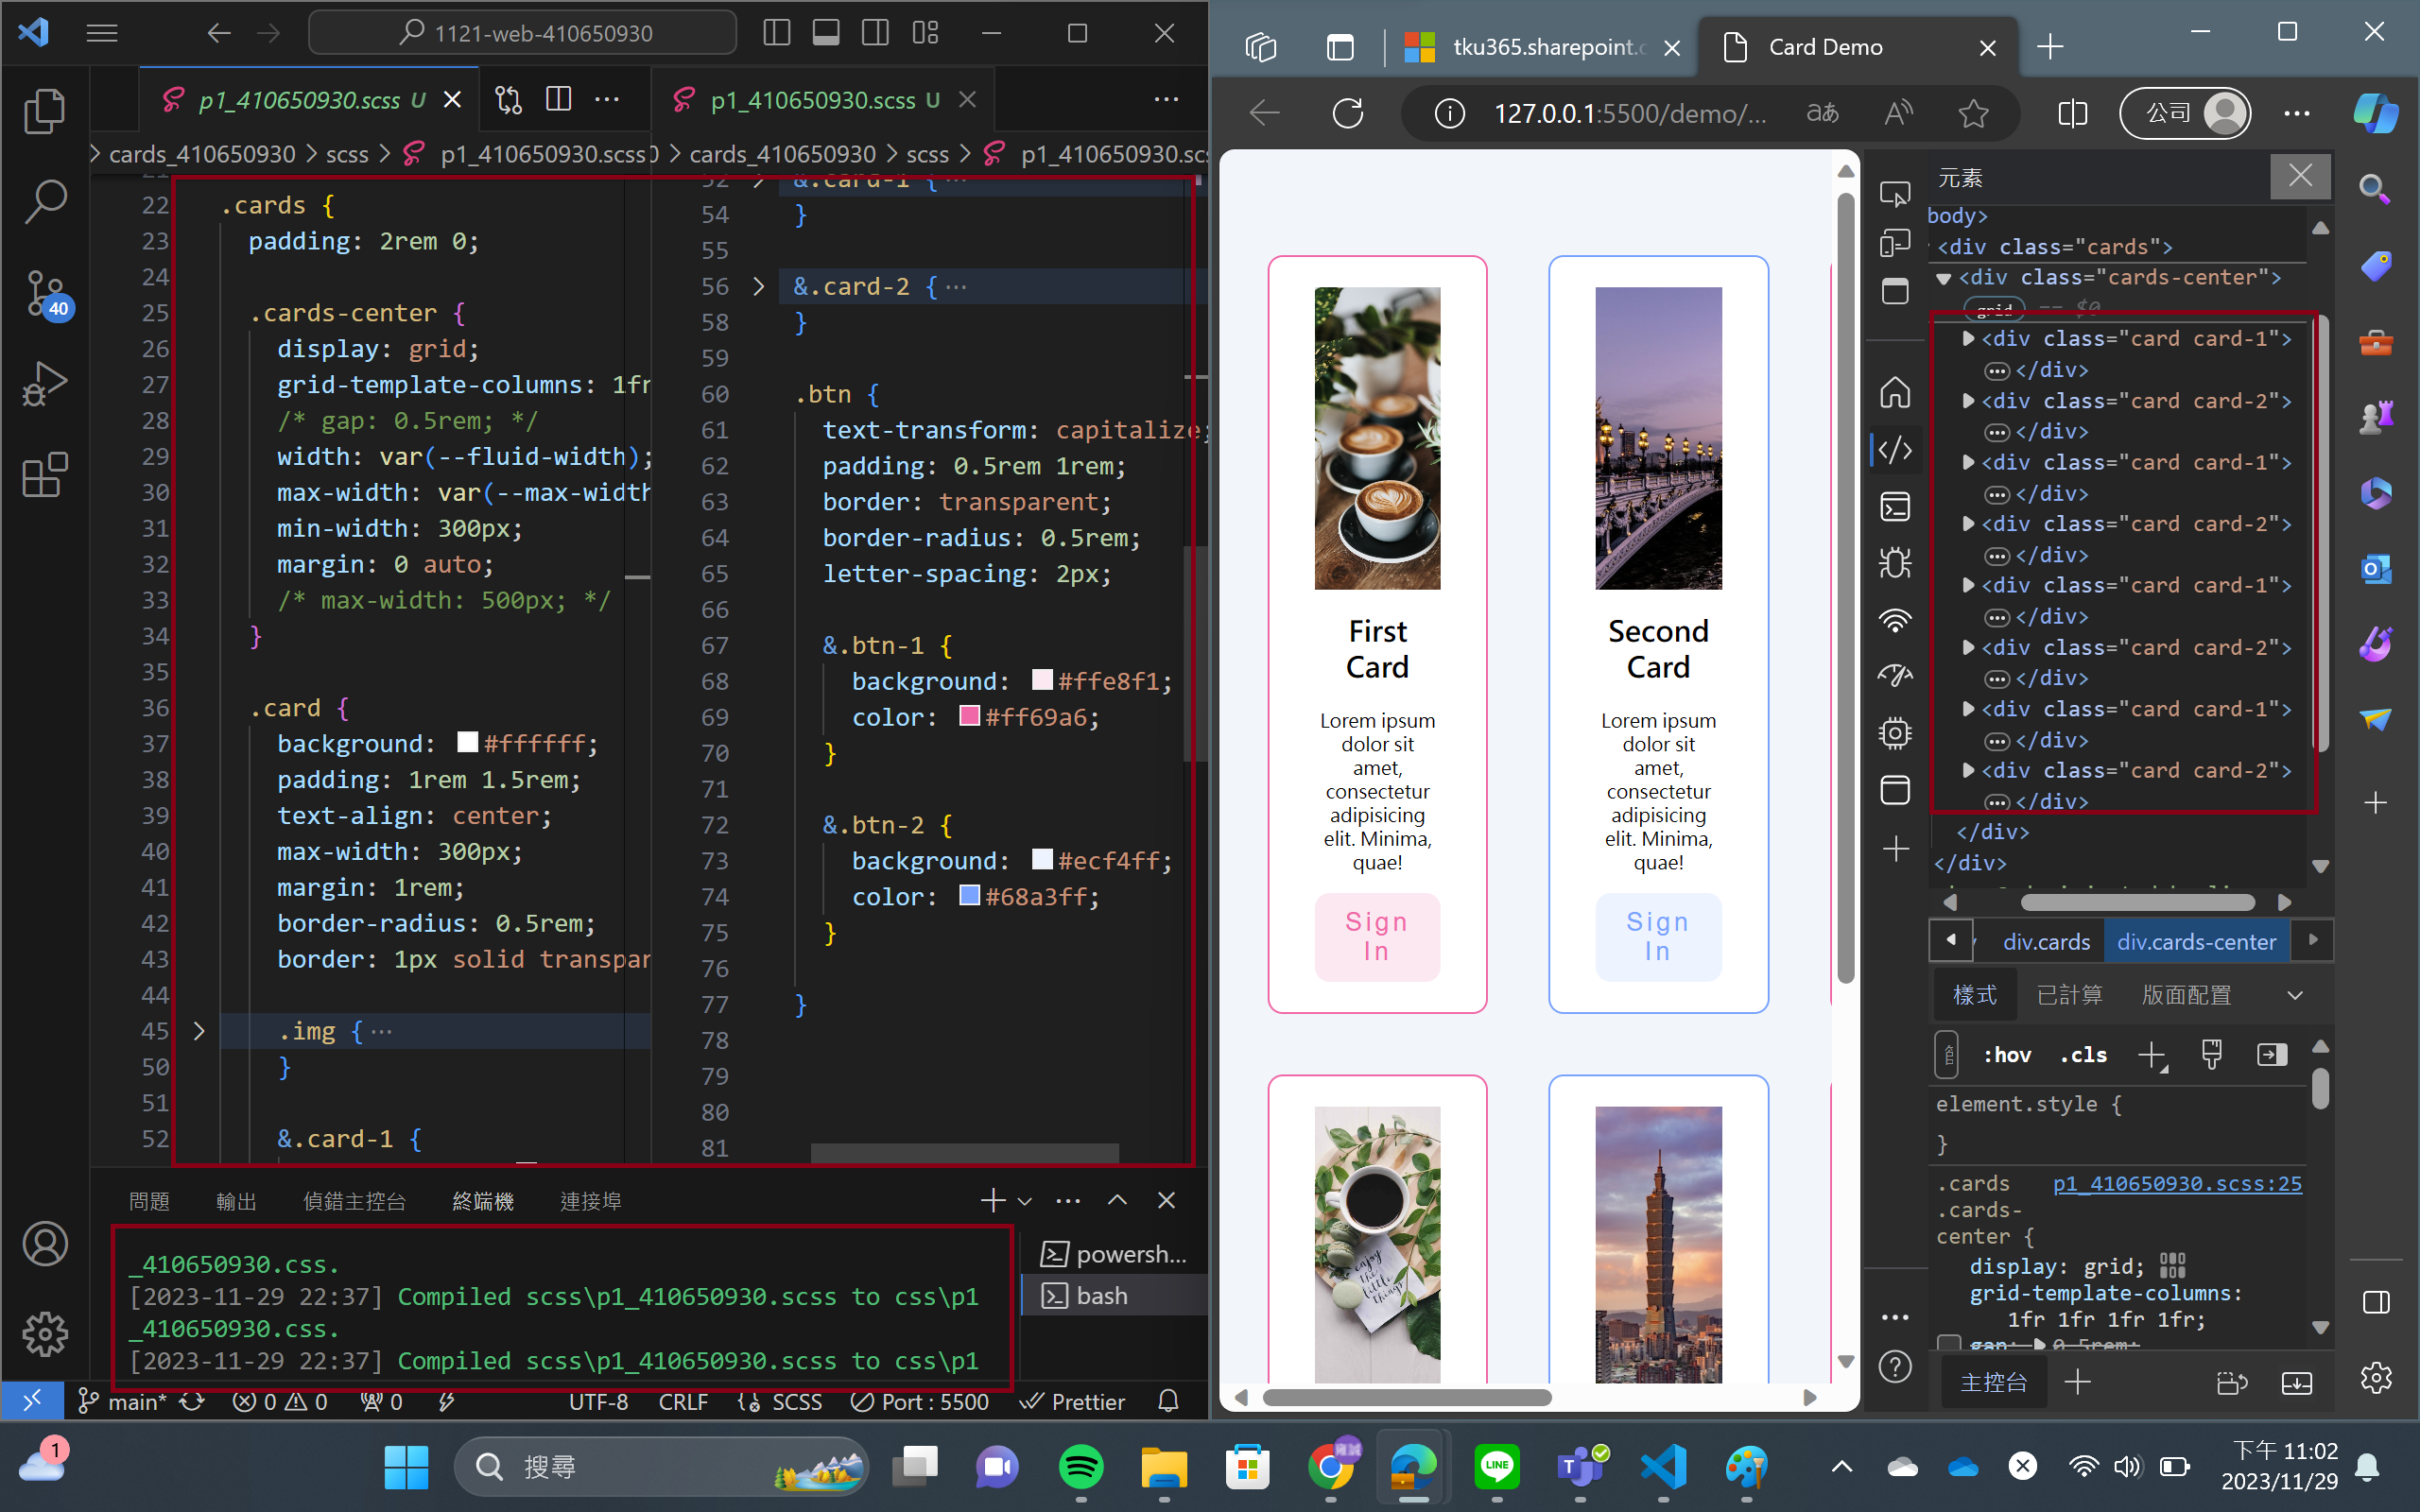 1121-web-410650930
p1_410650930.scss U
p1_410650930.scss U
cards_410650930 > scss > p1_410650930.scss
cards_410650930 > scss >
22 .cards {
23 padding: 2rem 0;
24
25 .cards-center {
26 display: grid;
27 grid-template-columns: 1fr
28 /* gap: 0.5rem; */
29 width: var(--fluid-width);
30 max-width: var(--max-width
31 min-width: 300px;
32 margin: 0 auto;
33 /* max-width: 500px; */
34 }
35
36 .card {
37 background: #ffffff;
38 padding: 1rem 1.5rem;
39 text-align: center;
40 max-width: 300px;
41 margin: 1rem;
42 border-radius: 0.5rem;
43 border: 1px solid transpar
44
45 .img {…
50 }
51
52 &.card-1 {
52 &.card-1 {…
54 }
55
56 &.card-2 {…
58 }
59
60 .btn {
61 text-transform: capitalize;
62 padding: 0.5rem 1rem;
63 border: transparent;
64 border-radius: 0.5rem;
65 letter-spacing: 2px;
66
67 &.btn-1 {
68 background: #ffe8f1;
69 color: #ff69a6;
70 }
71
72 &.btn-2 {
73 background: #ecf4ff;
74 color: #68a3ff;
75 }
76
77 }
78
79
80
81
40
問題 輸出 偵錯主控台 終端機 連接埠
_410650930.css.
[2023-11-29 22:37] Compiled scss\p1_410650930.scss to css\p1
_410650930.css.
[2023-11-29 22:37] Compiled scss\p1_410650930.scss to css\p1
powersh...
bash
main* 0 0 0 UTF-8 CRLF SCSS Port : 5500 Prettier
tku365.sharepoint.c
Card Demo
127.0.0.1:5500/demo/...
公司
First
Card
Lorem ipsum
dolor sit
amet,
consectetur
adipisicing
elit. Minima,
quae!
Sign
In
Second
Card
Lorem ipsum
dolor sit
amet,
consectetur
adipisicing
elit. Minima,
quae!
Sign
In
enjoy
the
little
things
元素
body>
<div class="cards">
<div class="cards-center">
grid == $0
<div class="card card-1">
… </div>
<div class="card card-2">
… </div>
<div class="card card-1">
… </div>
<div class="card card-2">
… </div>
<div class="card card-1">
… </div>
<div class="card card-2">
… </div>
<div class="card card-1">
… </div>
<div class="card card-2">
… </div>
</div>
</div>
div.cards div.cards-center
樣式 已計算 版面配置
:hov .cls
element.style {
}
.cards p1_410650930.scss:25
.cards-
center {
display: grid;
grid-template-columns:
1fr 1fr 1fr 1fr;
gap: 0.5rem;
主控台
1
搜尋
LINE
下午 11:02
2023/11/29